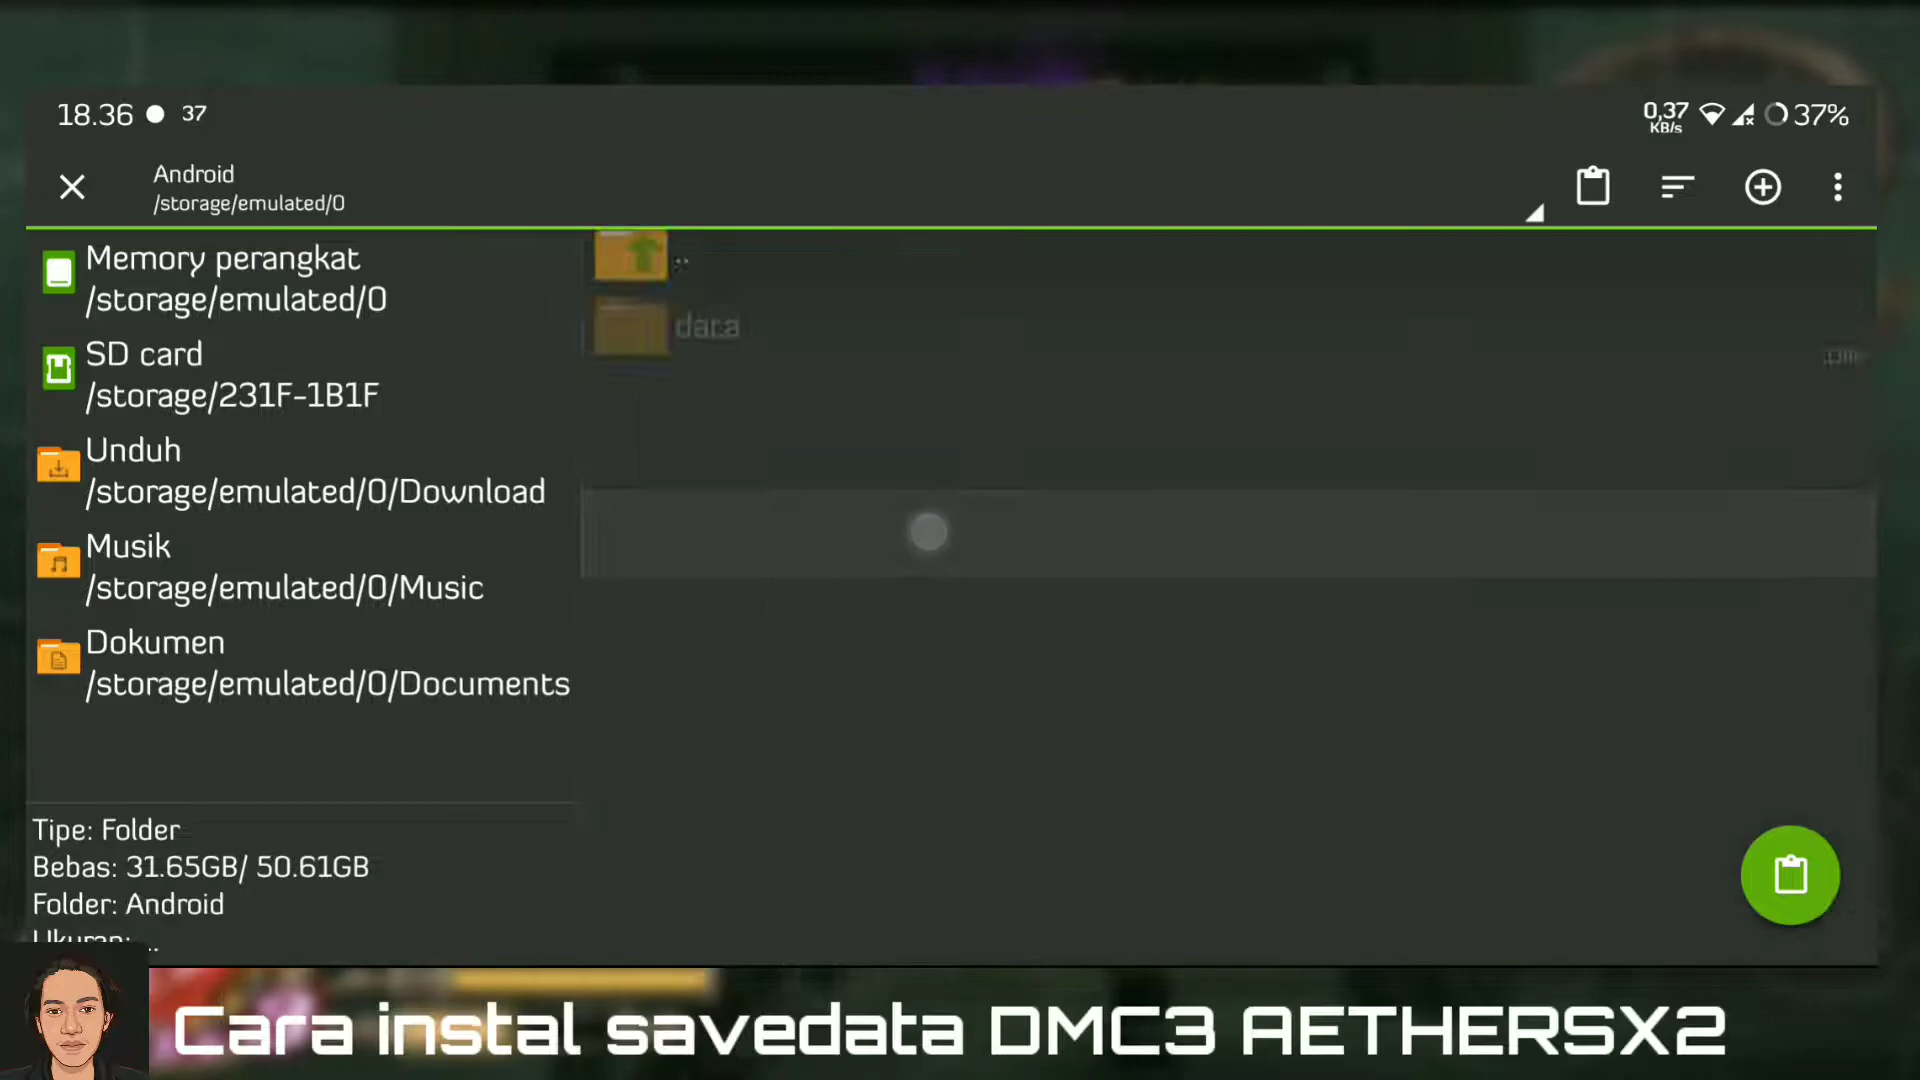 18.36 37
0,37
KB/s
37%
Android
/storage/emulated/0
Memory perangkat
/storage/emulated/0
SD card
/storage/231F-1B1F
Unduh
/storage/emulated/0/Download
Musik
/storage/emulated/0/Music
Dokumen
/storage/emulated/0/Documents
..
Tipe: Folder
Bebas: 31.65GB/ 50.61GB
Folder: Android
Ukuran: ...
Cara instal savedata DMC3 AETHERSX2